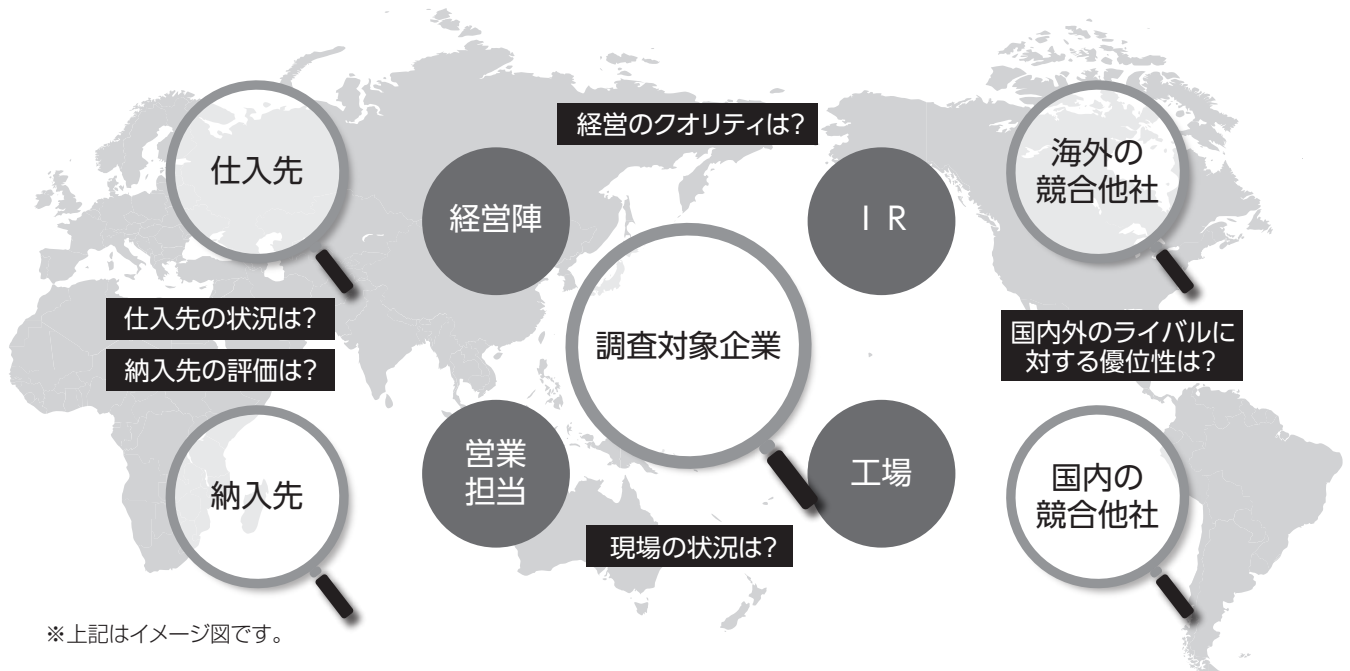 経営のクオリティは?
仕入先
経営陣
I R
海外の
競合他社
仕入先の状況は?
納入先の評価は?
調査対象企業
国内外のライバルに
対する優位性は?
納入先
営業
担当
工場
国内の
競合他社
現場の状況は?
※上記はイメージ図です。